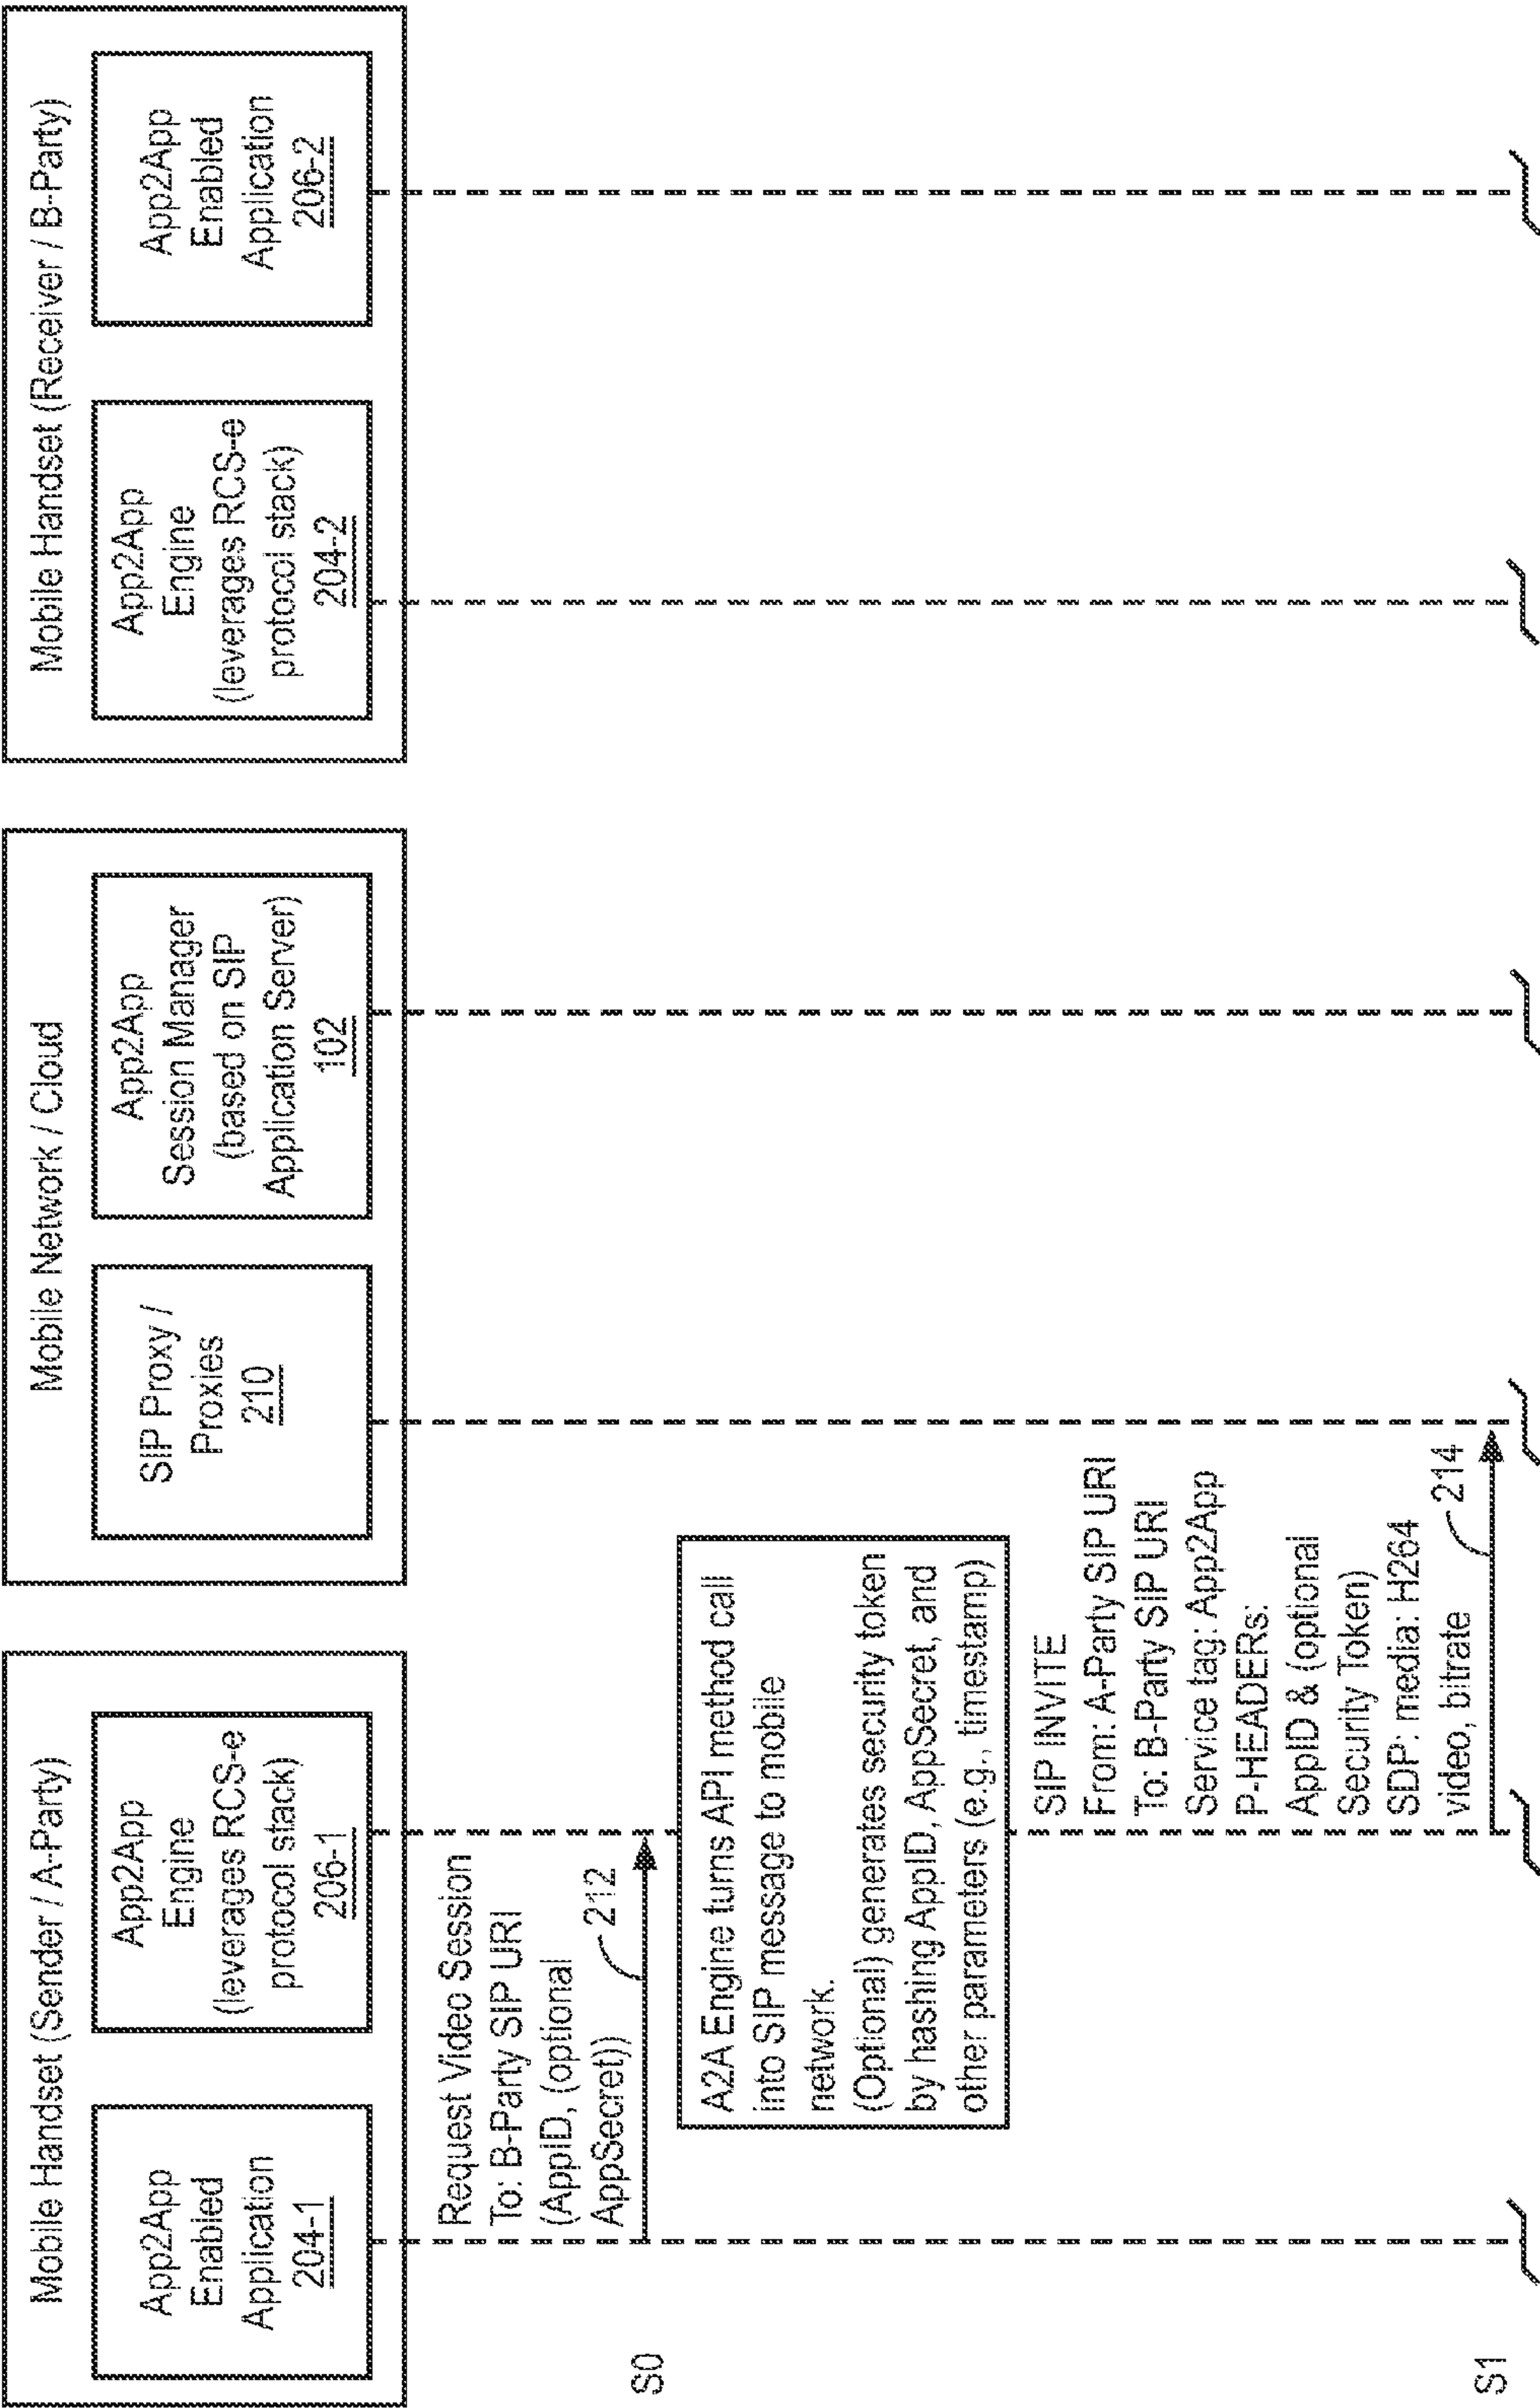 Mobile Handset (Sender / A-Party)
App2App
Enabled
Application
204-1
App2App
Engine
(leverages RCS-e
protocol stack)
206-1
Mobile Network / Cloud
SIP Proxy /
Proxies
210
App2App
Session Manager
(based on SIP
Application Server)
102
Mobile Handset (Receiver / B-Party)
App2App
Engine
(leverages RCS-e
protocol stack)
204-2
App2App
Enabled
Application
206-2
Request Video Session
To: B-Party SIP URI
(AppID, (optional
AppSecret))
212
S0
A2A Engine turns API method call
into SIP message to mobile
network.
(Optional) generates security token
by hashing AppID, AppSecret, and
other parameters (e.g., timestamp)
SIP INVITE
From: A-Party SIP URI
To: B-Party SIP URI
Service tag: App2App
P-HEADERs:
AppID & (optional
Security Token)
SDP: media: H264
video, bitrate
214
S1